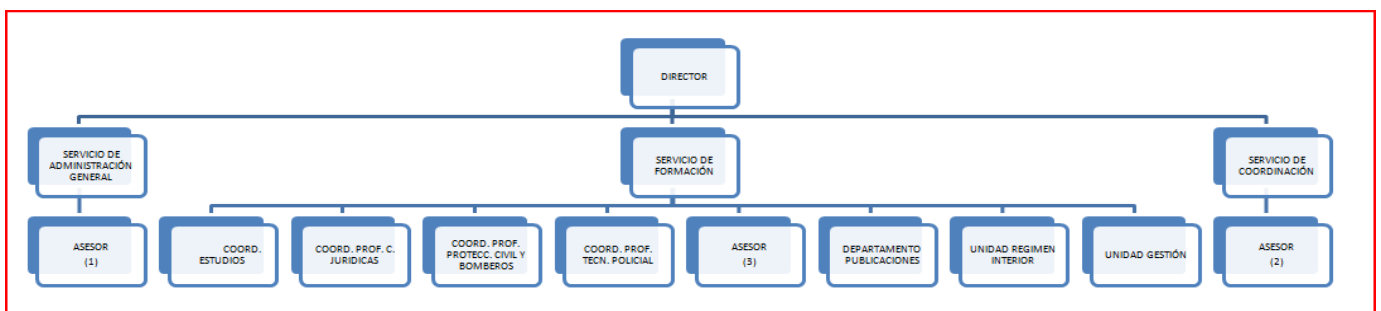 DIRECTOR
SERVICIO DE
ADMINISTRACIÓN
GENERAL
SERVICIO DE
FORMACIÓN
SERVICIO DE
COORDINACIÓN
ASESOR
(1)
COORD.
ESTUDIOS
COORD. PROF. C.
JURIDICAS
COORD. PROF.
PROTECC. CIVIL Y
BOMBEROS
COORD. PROF.
TECN. POLICIAL
ASESOR
(3)
DEPARTAMENTO
PUBLICACIONES
UNIDAD REGIMEN
INTERIOR
UNIDAD GESTIÓN
ASESOR
(2)